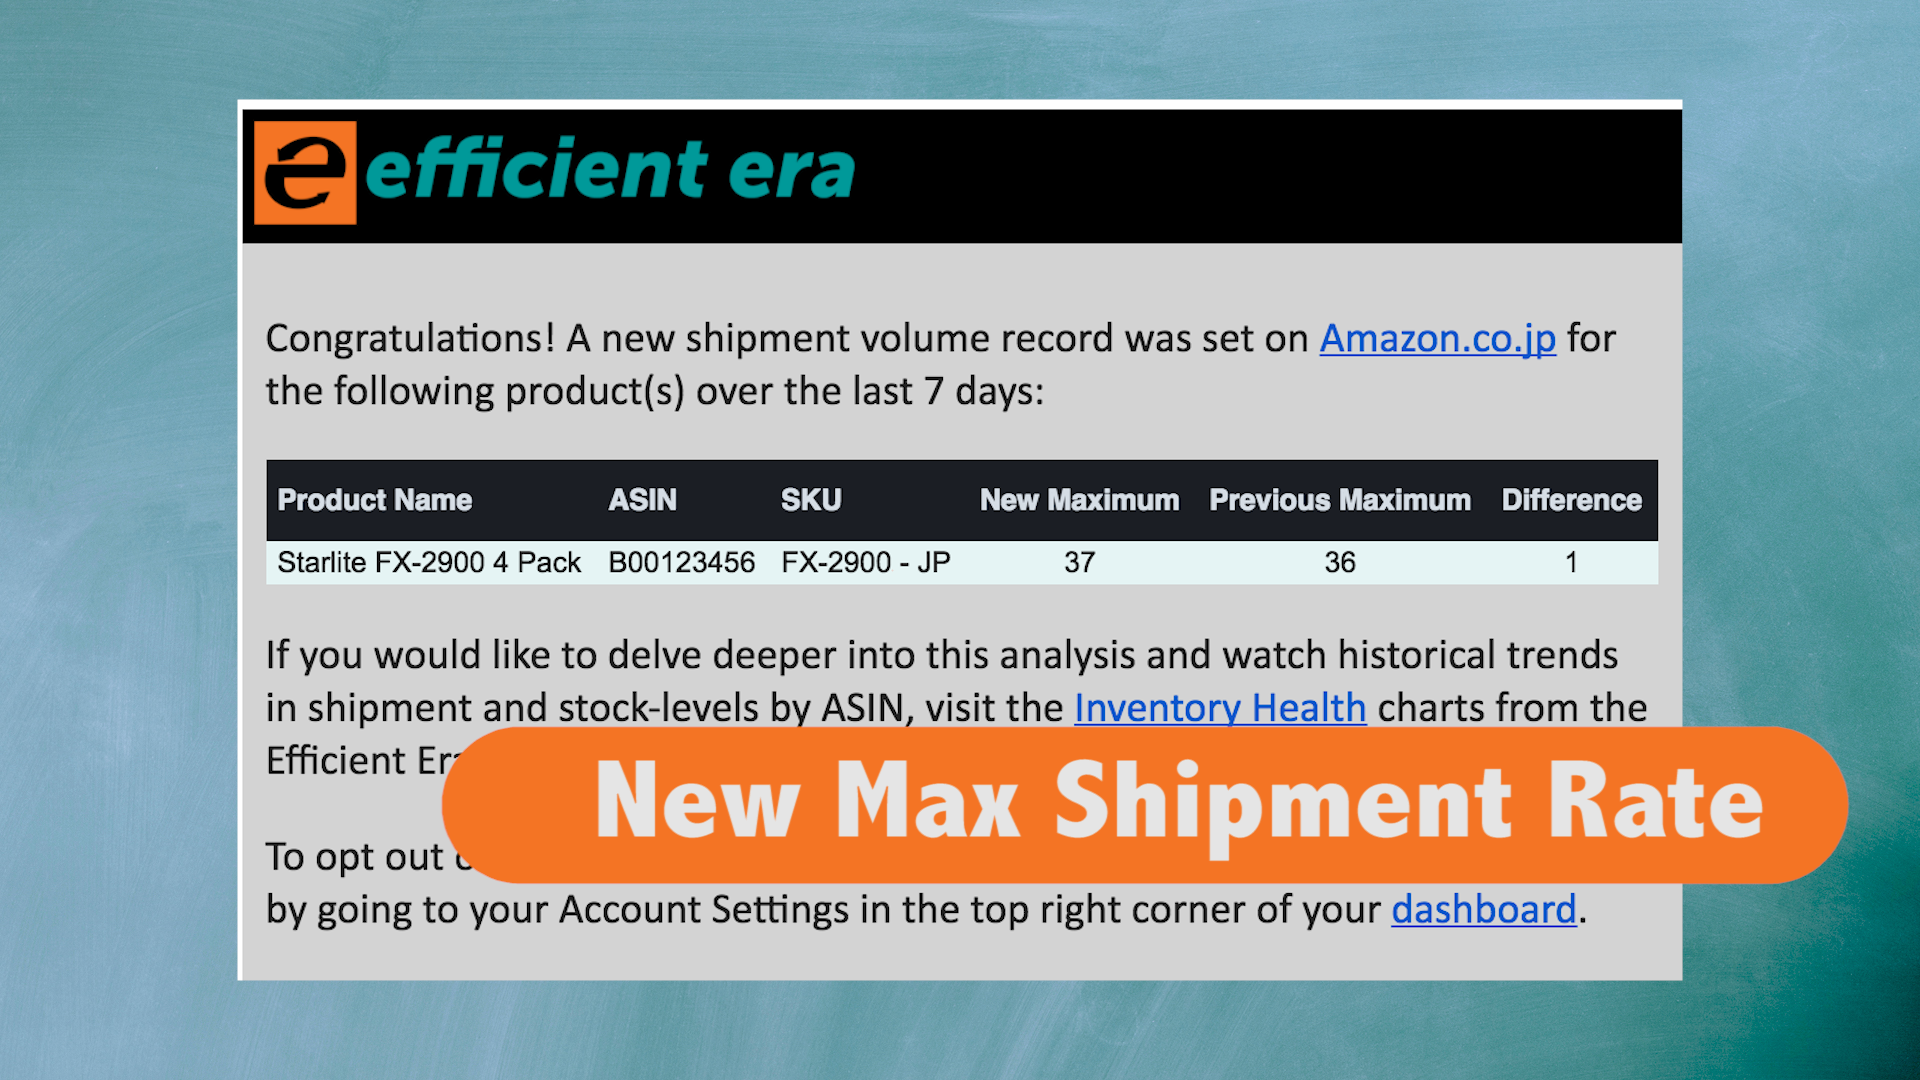 efficient era
Congratulations! A new shipment volume record was set on Amazon.co.jp for
the following product(s) over the last 7 days:
Product Name ASIN SKU New Maximum Previous Maximum Difference
Starlite FX-2900 4 Pack B00123456 FX-2900 - JP 37 36 1
If you would like to delve deeper into this analysis and watch historical trends
in shipment and stock-levels by ASIN, visit the Inventory Health charts from the
Efficient
New Max Shipment Rate
To opt out
by going to your Account Settings in the top right corner of your dashboard.